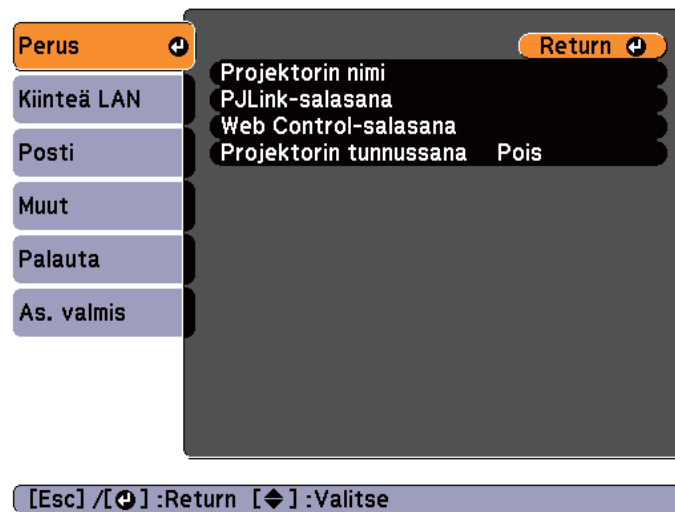 Perus
Return
Projektorin nimi
PJLink-salasana
Web Control-salasana
Projektorin tunnussana Pois
Kiinteä LAN
Posti
Muut
Palauta
As. valmis
[Esc] /[⏎] :Return [◆] :Valitse